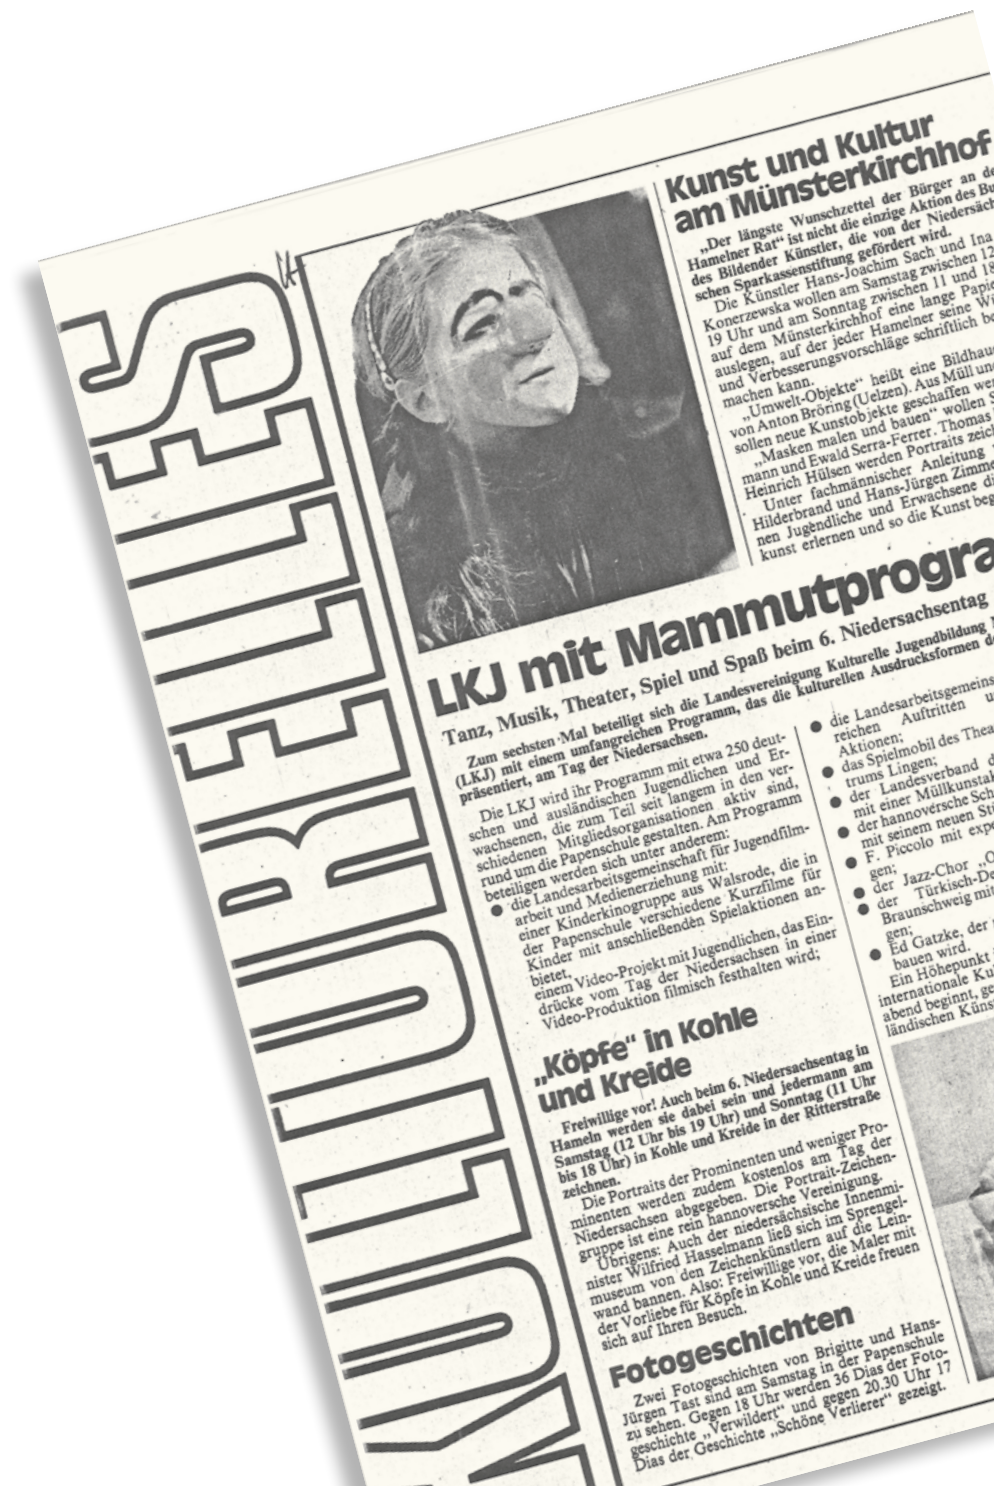 KULTURELLES
Kunst und Kultur
am Münsterkirchhof
„Der längste Wunschzettel der Bürger an
Hamelner Rat“ ist nicht die einzige Aktion des
des Bildender Künstler, die von der
schen Sparkassenstiftung gefördert wird.
Die Künstler Hans-Joachim Sach und Ina
Konerzewska wollen am Samstag zwischen 12
19 Uhr und am Sonntag zwischen 11 und 18
auf dem Münsterkirchhof eine lange
auslegen, auf der jeder Hamelner seine
und Verbesserungsvorschläge schriftlich
machen kann.
„Umwelt-Objekte“ heißt eine
von Anton Bröring (Uelzen). Aus Müll
sollen neue Kunstobjekte geschaffen
„Masken malen und bauen“ wollen
mann und Ewald Serra-Ferrer. Thomas
Heinrich Hülsen werden Portraits
Unter fachmännischer Anleitung
Hilderbrand und Hans-Jürgen
nen Jugendliche und Erwachsene
kunst erlernen und so die Kunst
LKJ mit Mammutprogra
Tanz, Musik, Theater, Spiel und Spaß beim 6. Niedersachsentag
Zum sechsten Mal beteiligt sich die Landesvereinigung Kulturelle Jugendbildung
(LKJ) mit einem umfangreichen Programm, das die kulturellen Ausdrucksformen
präsentiert, am Tag der Niedersachsen.
Die LKJ wird ihr Programm mit etwa 250 deut-
schen und ausländischen Jugendlichen und Er-
wachsenen, die zum Teil seit langem in den ver-
schiedenen Mitgliedsorganisationen aktiv sind,
rund um die Papenschule gestalten. Am Programm
beteiligen werden sich unter anderem:
● die Landesarbeitsgemeinschaft für Jugendfilm-
arbeit und Medienerziehung mit:
einer Kinderkinogruppe aus Walsrode, die in
der Papenschule verschiedene Kurzfilme für
Kinder mit anschließenden Spielaktionen an-
bietet,
einem Video-Projekt mit Jugendlichen, das Ein-
drücke vom Tag der Niedersachsen in einer
Video-Produktion filmisch festhalten wird;
● die Landesarbeitsgemeins
reichen Auftritten
Aktionen;
● das Spielmobil des
trums Lingen;
● der Landesverband
mit einer
● der hannoversche
mit seinem neuen
● F. Piccolo mit
gen;
● der Jazz-Chor
● der Türkisch-
Braunschweig mit
gen;
● Ed Gatzke, der
bauen wird.
Ein Höhepunkt
internationale
abend beginnt,
ländischen
„Köpfe“ in Kohle
und Kreide
Freiwillige vor! Auch beim 6. Niedersachsentag in
Hameln werden sie dabei sein und jedermann am
Samstag (12 Uhr bis 19 Uhr) und Sonntag (11 Uhr
bis 18 Uhr) in Kohle und Kreide in der Ritterstraße
zeichnen.
Die Portraits der Prominenten und weniger Pro-
minenten werden zudem kostenlos am Tag der
Niedersachsen abgegeben. Die Portrait-Zeichen-
gruppe ist eine rein hannoversche Vereinigung.
Übrigens: Auch der niedersächsische Innenmi-
nister Wilfried Hasselmann ließ sich im Sprengel-
museum von den Zeichenkünstlern auf die Lein-
wand bannen. Also: Freiwillige vor, die Maler mit
der Vorliebe für Köpfe in Kohle und Kreide freuen
sich auf Ihren Besuch.
Fotogeschichten
Zwei Fotogeschichten von Brigitte und Hans-
Jürgen Tast sind am Samstag in der Papenschule
zu sehen. Gegen 18 Uhr werden 36 Dias der Foto-
geschichte „Verwildert“ und gegen 20.30 Uhr 17
Dias der Geschichte „Schöne Verlierer“ gezeigt.